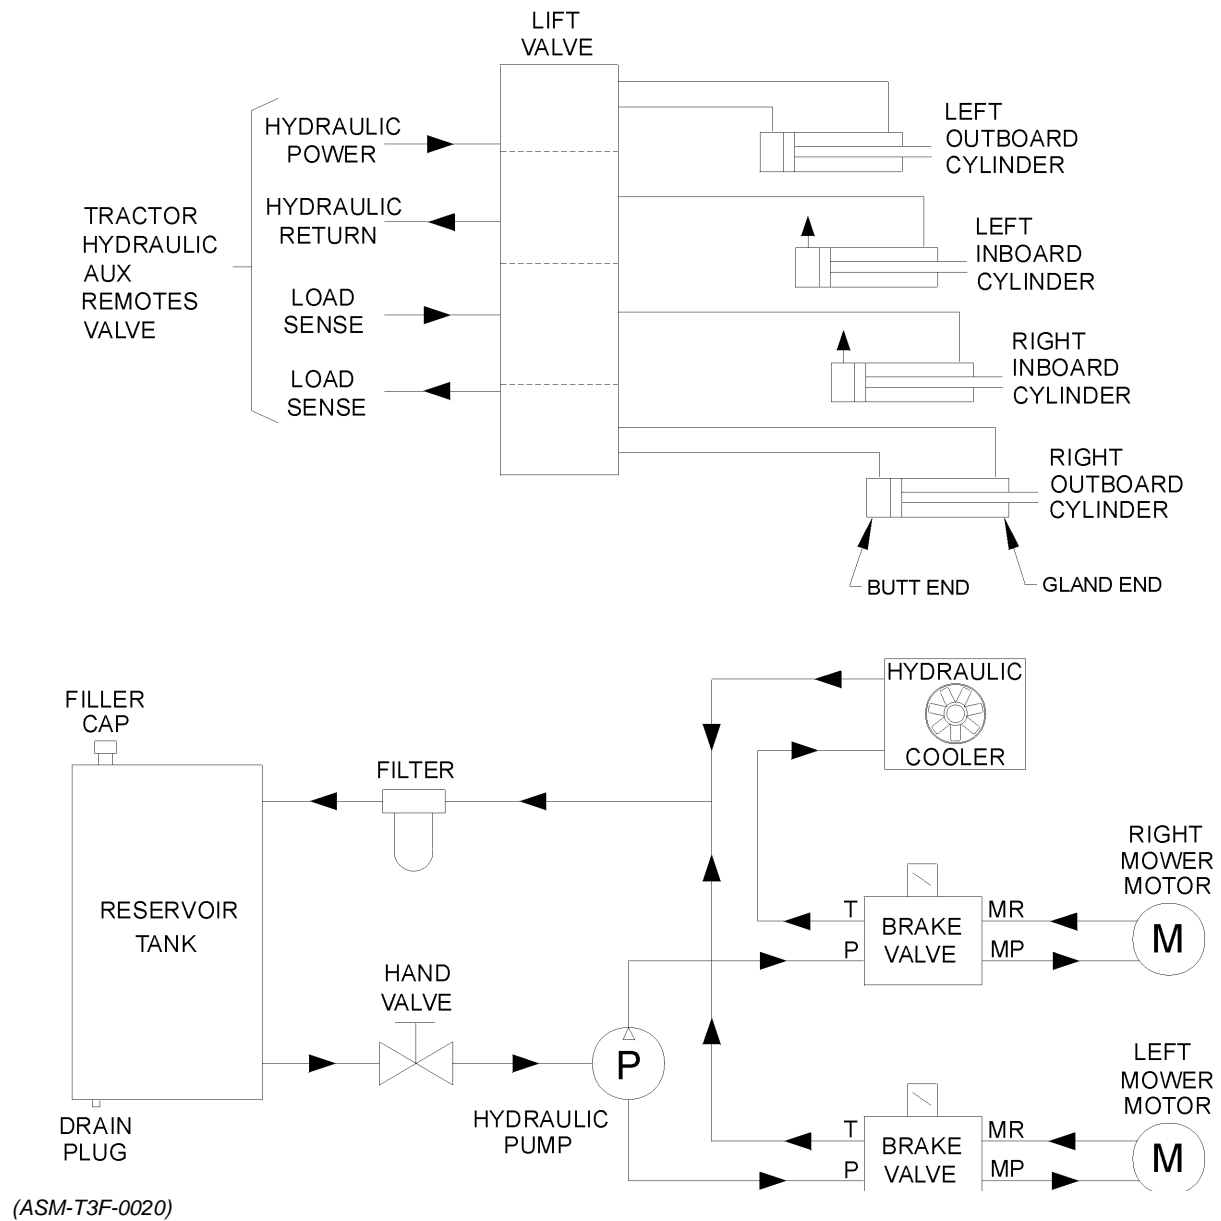 LIFT
VALVE
HYDRAULIC
POWER
HYDRAULIC
RETURN
LOAD
SENSE
LOAD
SENSE
TRACTOR
HYDRAULIC
AUX
REMOTES
VALVE
LEFT
OUTBOARD
CYLINDER
LEFT
INBOARD
CYLINDER
RIGHT
INBOARD
CYLINDER
RIGHT
OUTBOARD
CYLINDER
BUTT END
GLAND END
HYDRAULIC
COOLER
FILLER
CAP
FILTER
RESERVOIR
TANK
HAND
VALVE
P
HYDRAULIC
PUMP
DRAIN
PLUG
RIGHT
MOWER
MOTOR
T
P
BRAKE
VALVE
MR
MP
M
LEFT
MOWER
MOTOR
T
P
BRAKE
VALVE
MR
MP
M
(ASM-T3F-0020)